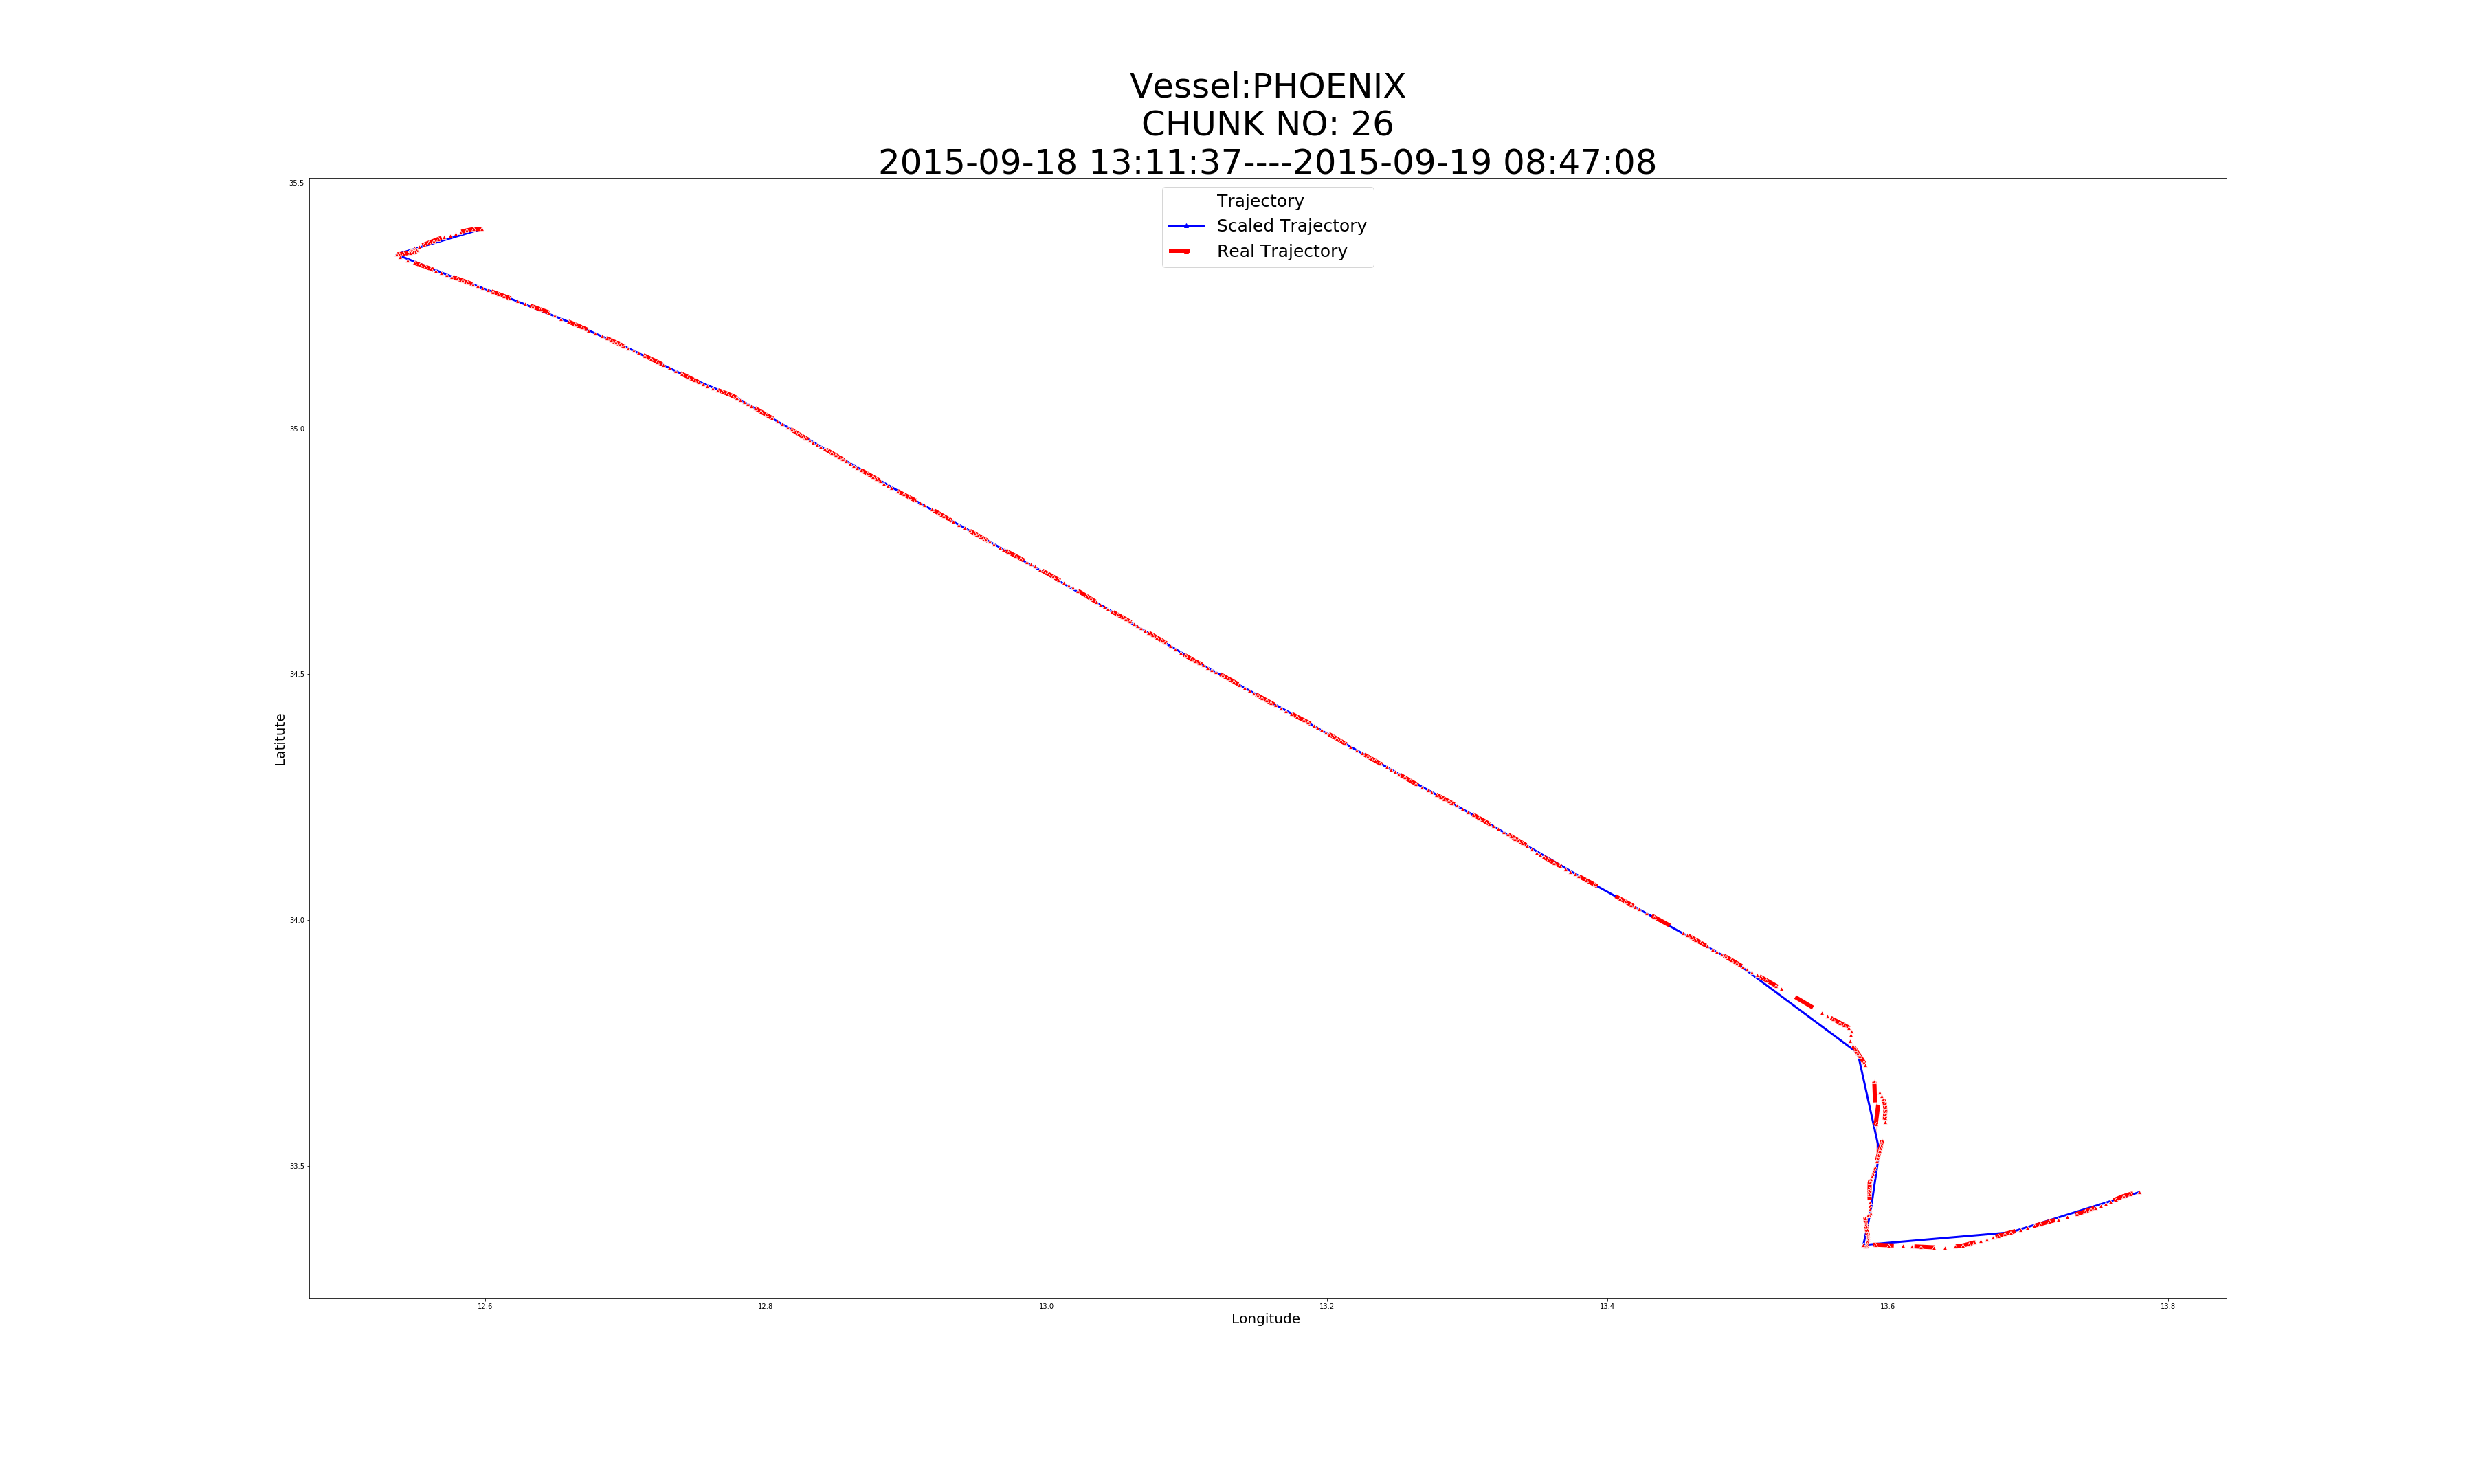 Vessel:PHOENIX
CHUNK NO: 26
2015-09-18 13:11:37----2015-09-19 08:47:08
Trajectory
Scaled Trajectory
Real Trajectory
35.5
35.0
34.5
34.0
33.5
Latitute
12.6 12.8 13.0 13.2 13.4 13.6 13.8
Longitude